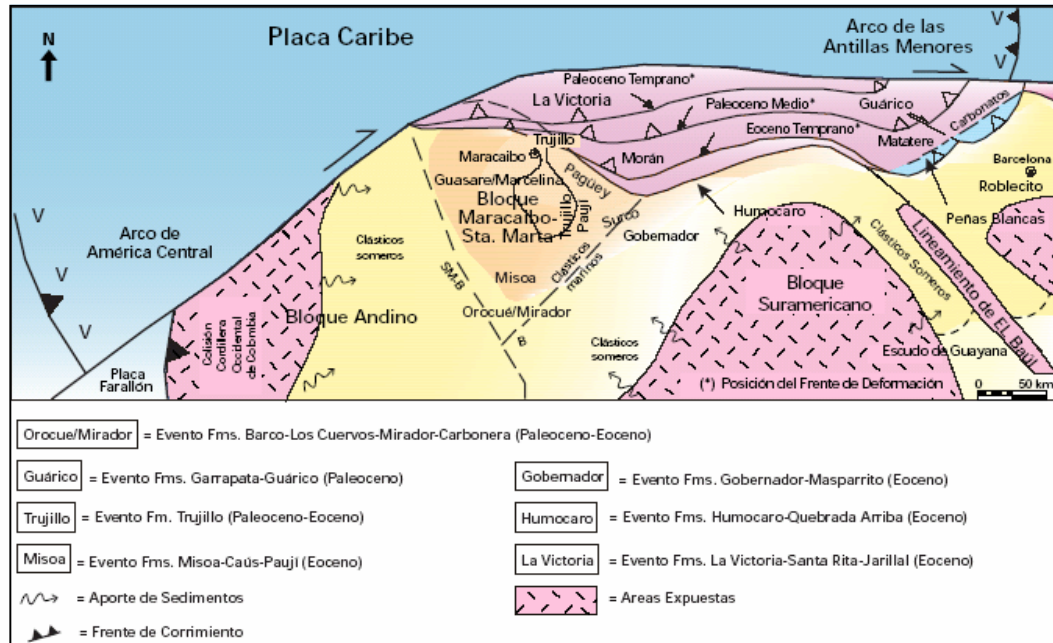 Placa Caribe
Arco de las
Antillas Menores
N
V
V
Paleoceno Temprano*
La Victoria
Paleoceno Medio*
Guárico
Carbonatos
Eoceno Temprano*
Matatere
Trujillo
Maracaibo
Morán
Barcelona
Roblecito
Guasare/Marcelina
Pagüey
Bloque
Maracaibo-
Sta. Marta
Trujillo
Paují
Surco
Humocaro
Peñas Blancas
V
Arco de
América Central
V
V
Clásticos
someros
Gobernador
Clásticos
marinos
Misoa
SM-B
Lineamiento de EL Baúl
Clásticos Someros
Bloque
Suramericano
Bloque Andino
Orocué/Mirador
B
Colisión
Cordillera
Occidental
de Colombia
Clásticos
someros
Escudo de Guayana
Placa
Farallón
(*) Posición del Frente de Deformación
0 50 km
Orocue/Mirador = Evento Fms. Barco-Los Cuervos-Mirador-Carbonera (Paleoceno-Eoceno)
Guárico = Evento Fms. Garrapata-Guárico (Paleoceno)
Gobernador = Evento Fms. Gobernador-Masparrito (Eoceno)
Trujillo = Evento Fm. Trujillo (Paleoceno-Eoceno)
Humocaro = Evento Fms. Humocaro-Quebrada Arriba (Eoceno)
Misoa = Evento Fms. Misoa-Caús-Paují (Eoceno)
La Victoria = Evento Fms. La Victoria-Santa Rita-Jarillal (Eoceno)
= Aporte de Sedimentos
= Areas Expuestas
= Frente de Corrimiento